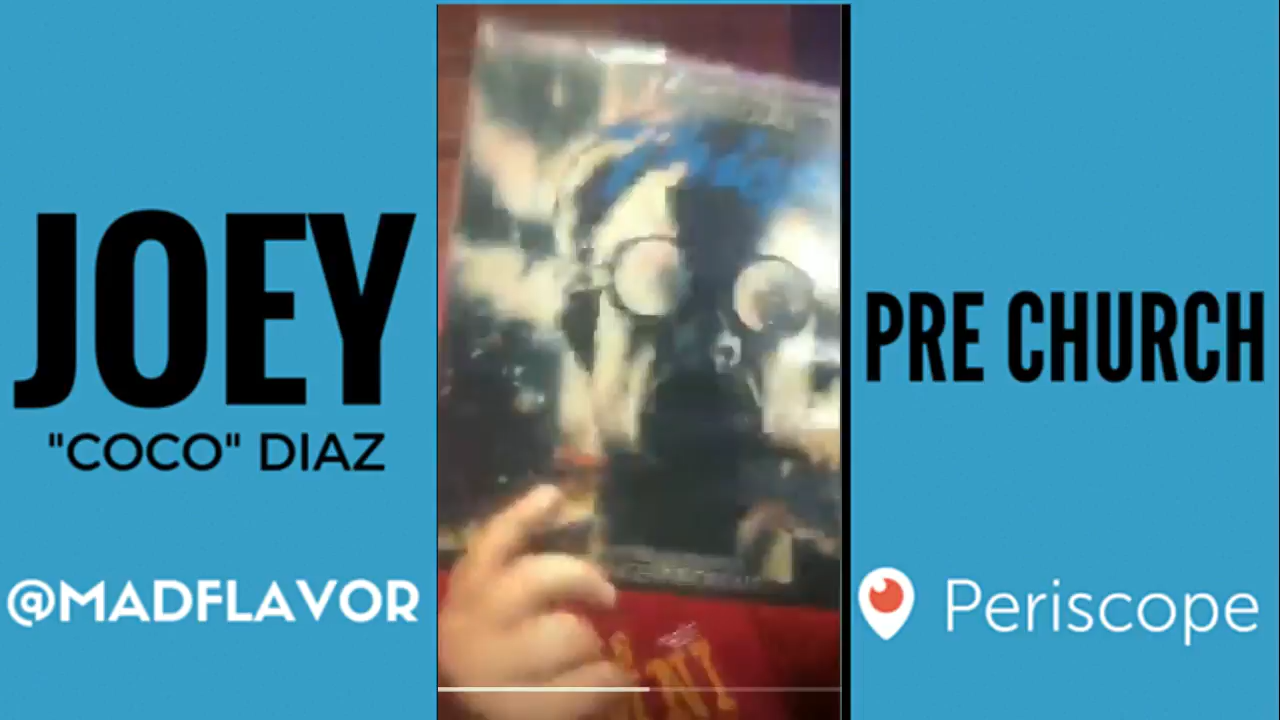 JOEY
"COCO" DIAZ
@MADFLAVOR
PRE CHURCH
Periscope